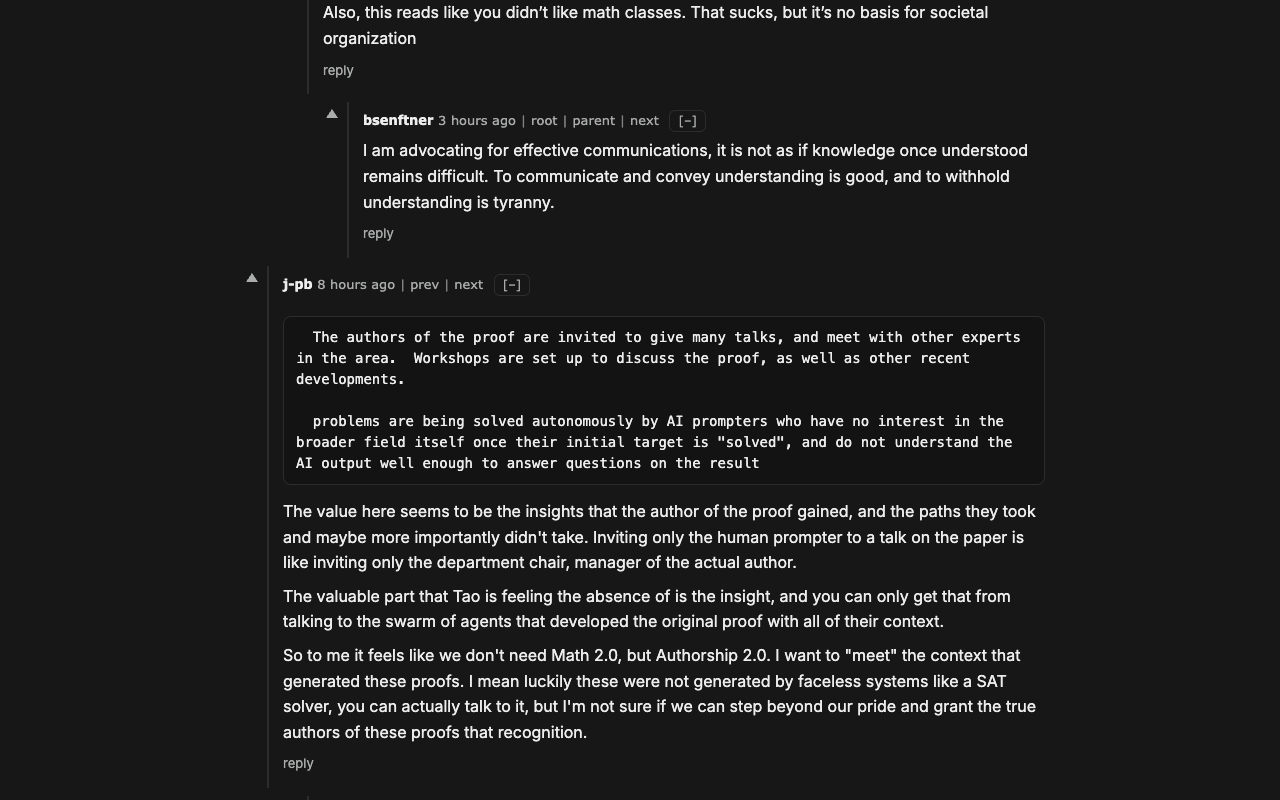 Also, this reads like you didn’t like math classes. That sucks, but it’s no basis for societal
organization
reply
▲ bsenftner 3 hours ago | root | parent | next [–]
I am advocating for effective communications, it is not as if knowledge once understood
remains difficult. To communicate and convey understanding is good, and to withhold
understanding is tyranny.
reply
▲ j-pb 8 hours ago | prev | next [–]
The authors of the proof are invited to give many talks, and meet with other experts
in the area.  Workshops are set up to discuss the proof, as well as other recent
developments.
problems are being solved autonomously by AI prompters who have no interest in the
broader field itself once their initial target is "solved", and do not understand the
AI output well enough to answer questions on the result
The value here seems to be the insights that the author of the proof gained, and the paths they took
and maybe more importantly didn't take. Inviting only the human prompter to a talk on the paper is
like inviting only the department chair, manager of the actual author.
The valuable part that Tao is feeling the absence of is the insight, and you can only get that from
talking to the swarm of agents that developed the original proof with all of their context.
So to me it feels like we don't need Math 2.0, but Authorship 2.0. I want to "meet" the context that
generated these proofs. I mean luckily these were not generated by faceless systems like a SAT
solver, you can actually talk to it, but I'm not sure if we can step beyond our pride and grant the true
authors of these proofs that recognition.
reply